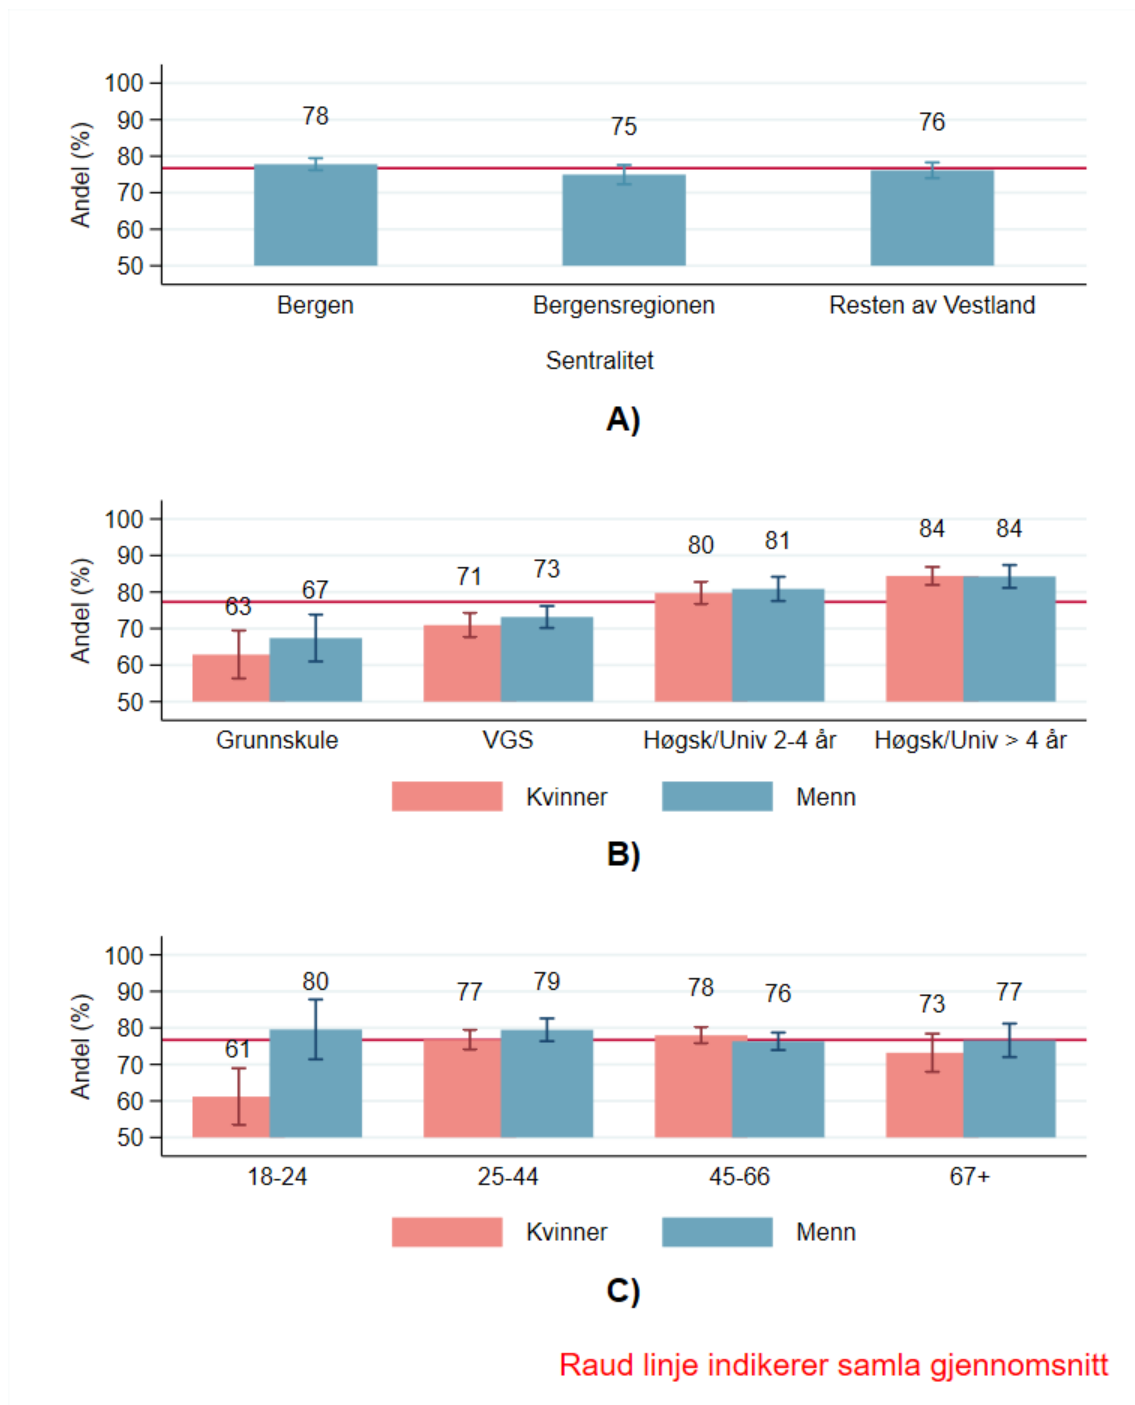 100
90
80
70
60
50
Andel (%)
78
75
76
Bergen
Bergensregionen
Resten av Vestland
Sentralitet
A)
100
90
80
70
60
50
Andel (%)
63
67
71
73
80
81
84
84
Grunnskule
VGS
Høgsk/Univ 2-4 år
Høgsk/Univ > 4 år
Kvinner
Menn
B)
100
90
80
70
60
50
Andel (%)
61
80
77
79
78
76
73
77
18-24
25-44
45-66
67+
Kvinner
Menn
C)
Raud linje indikerer samla gjennomsnitt